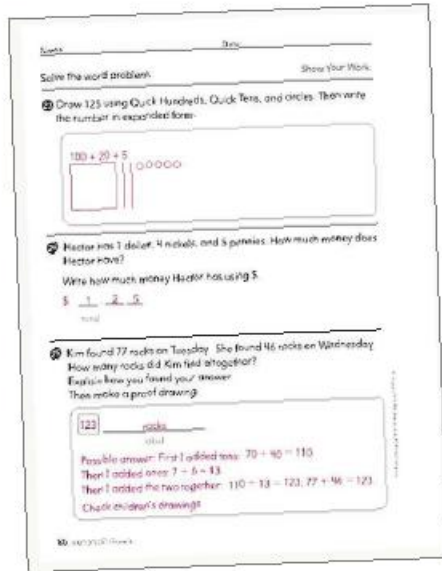 Name
Date
Solve the word problem.
Show Your Work.
23 Draw 125 using Quick Hundreds, Quick Tens, and circles. Then write
the number in expanded form.
100 + 20 + 5
Hector has 1 dollar, 4 nickels, and 5 pennies. How much money does
Hector have?
Write how much money Hector has using $.
$ 1 2 5
total
25 Kim found 77 rocks on Tuesday. She found 46 rocks on Wednesday.
How many rocks did Kim find altogether?
Explain how you found your answer.
Then make a proof drawing.
123 rocks
label
Possible answer: First I added tens: 70 + 40 = 110
Then I added ones: 7 + 6 = 13
Then I added the two together: 110 + 13 = 123; 77 + 46 = 123
Check children's drawings.